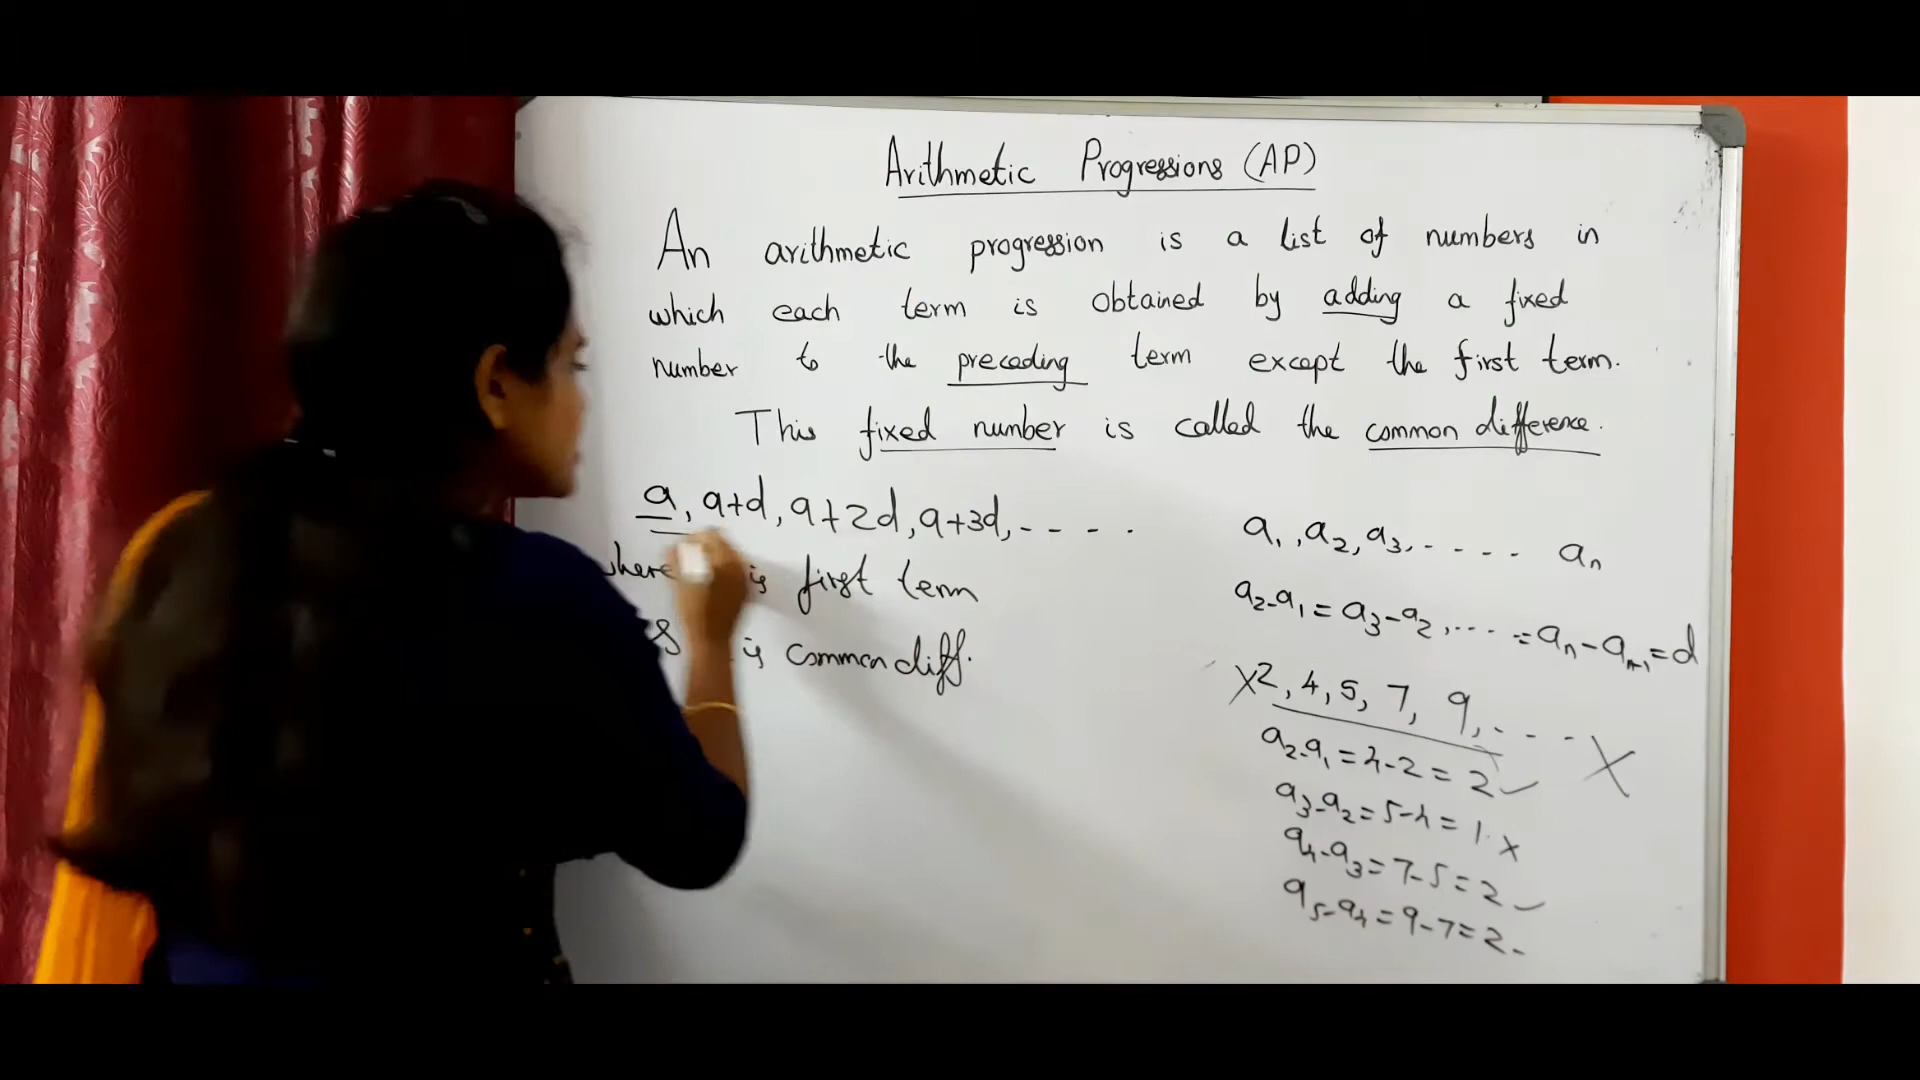 Arithmetic Progressions (AP)
An arithmetic progression is a list of numbers in
which each term is obtained by adding a fixed
number to the preceding term except the first term.
This fixed number is called the common difference.
a, a+d, a+2d, a+3d, - - - -
where is first term
& is common diff.
a₁, a₂, a₃, - - - - - aₙ
a₂-a₁ = a₃-a₂, ---- = aₙ-aₙ₋₁ = d
X 2, 4, 5, 7, 9, - - - X
a₂-a₁ = 4-2 = 2 ✓
a₃-a₂ = 5-4 = 1. x
a₄-a₃ = 7-5 = 2 ✓
a₅-a₄ = 9-7 = 2 -